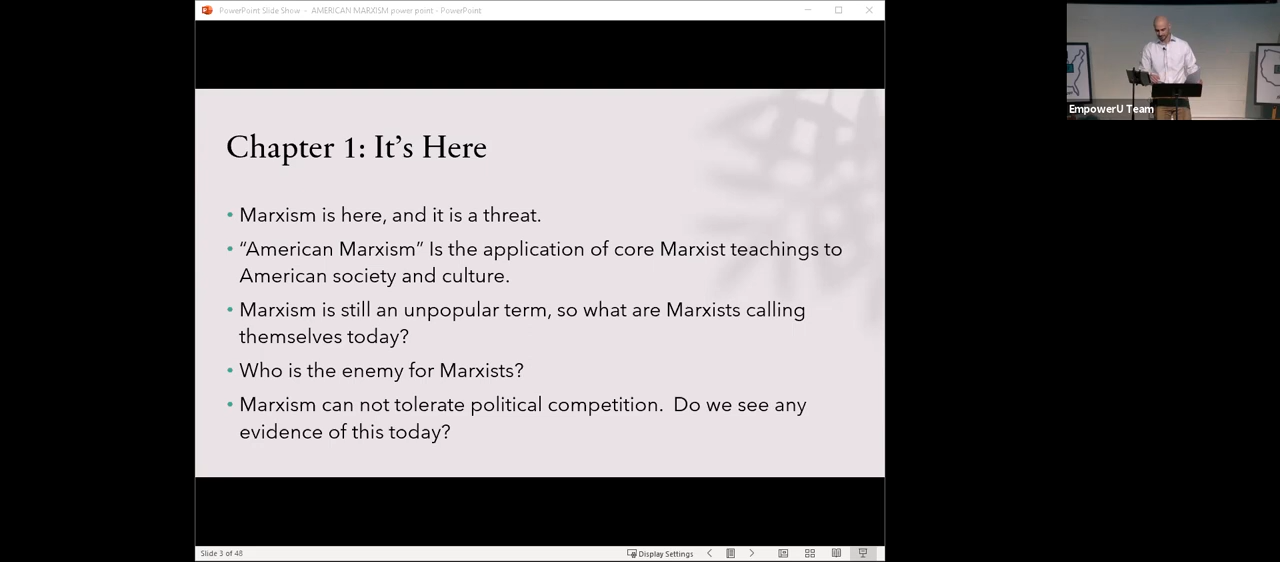 PowerPoint Slide Show - AMERICAN MARXISM power point - PowerPoint
EmpowerU Team
Chapter 1: It's Here
• Marxism is here, and it is a threat.
• “American Marxism” Is the application of core Marxist teachings to
American society and culture.
• Marxism is still an unpopular term, so what are Marxists calling
themselves today?
• Who is the enemy for Marxists?
• Marxism can not tolerate political competition. Do we see any
evidence of this today?
Slide 3 of 48
Display Settings